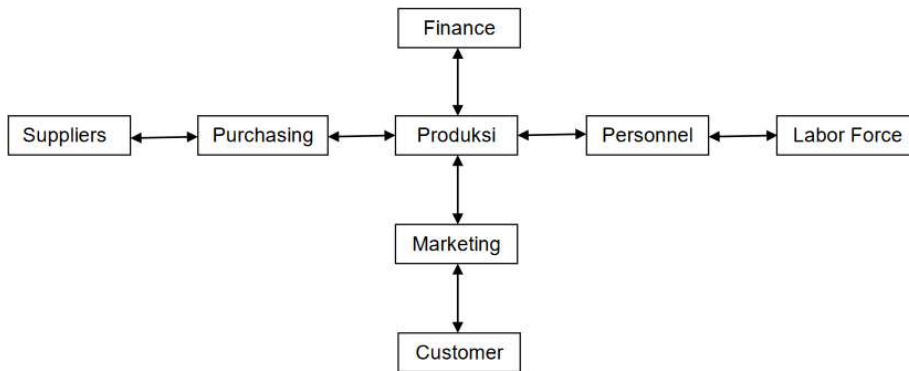 Finance
Suppliers
Purchasing
Produksi
Personnel
Labor Force
Marketing
Customer